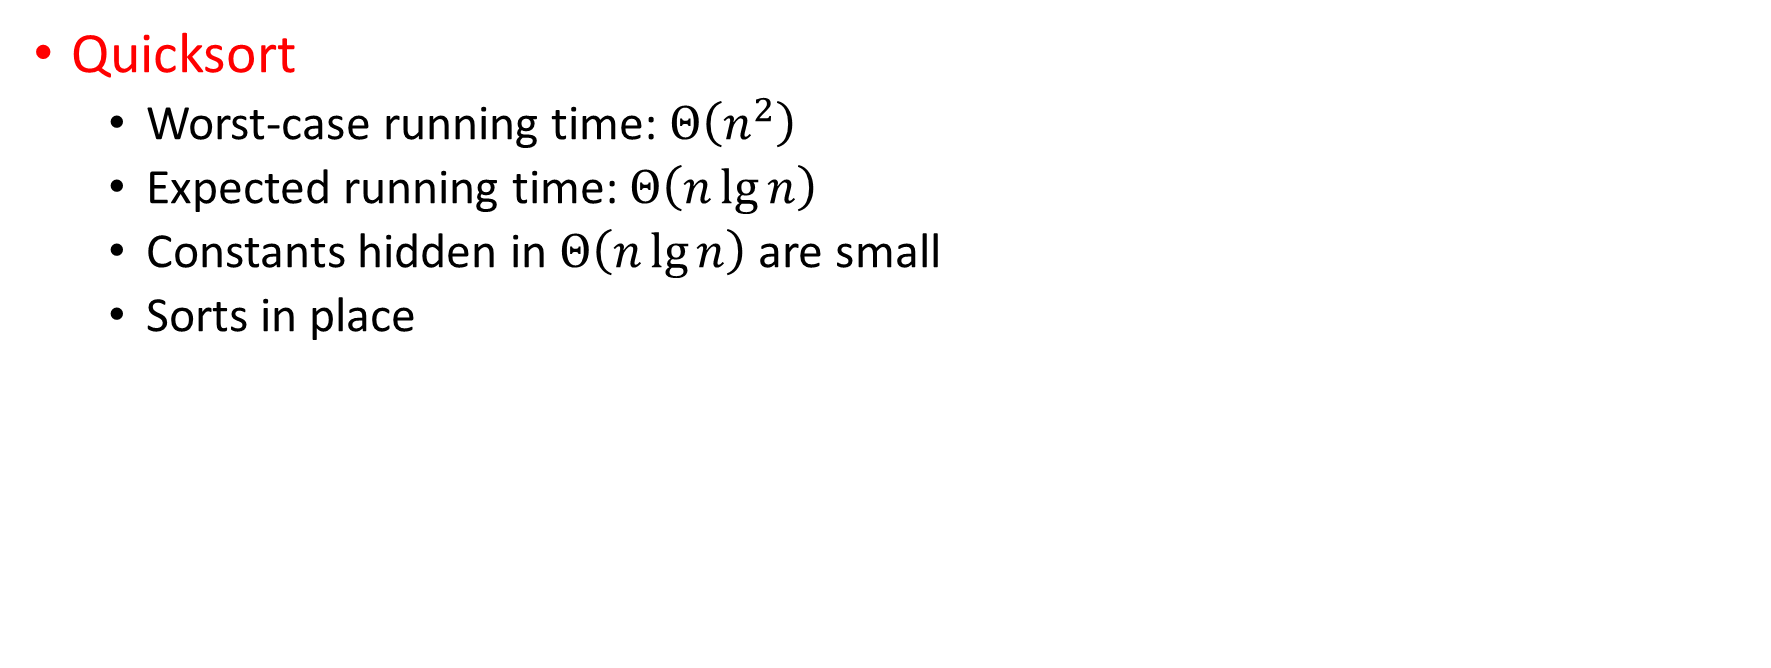 • Quicksort
• Worst-case running time: Θ(𝑛²)
• Expected running time: Θ(𝑛 lg 𝑛)
• Constants hidden in Θ(𝑛 lg 𝑛) are small
• Sorts in place